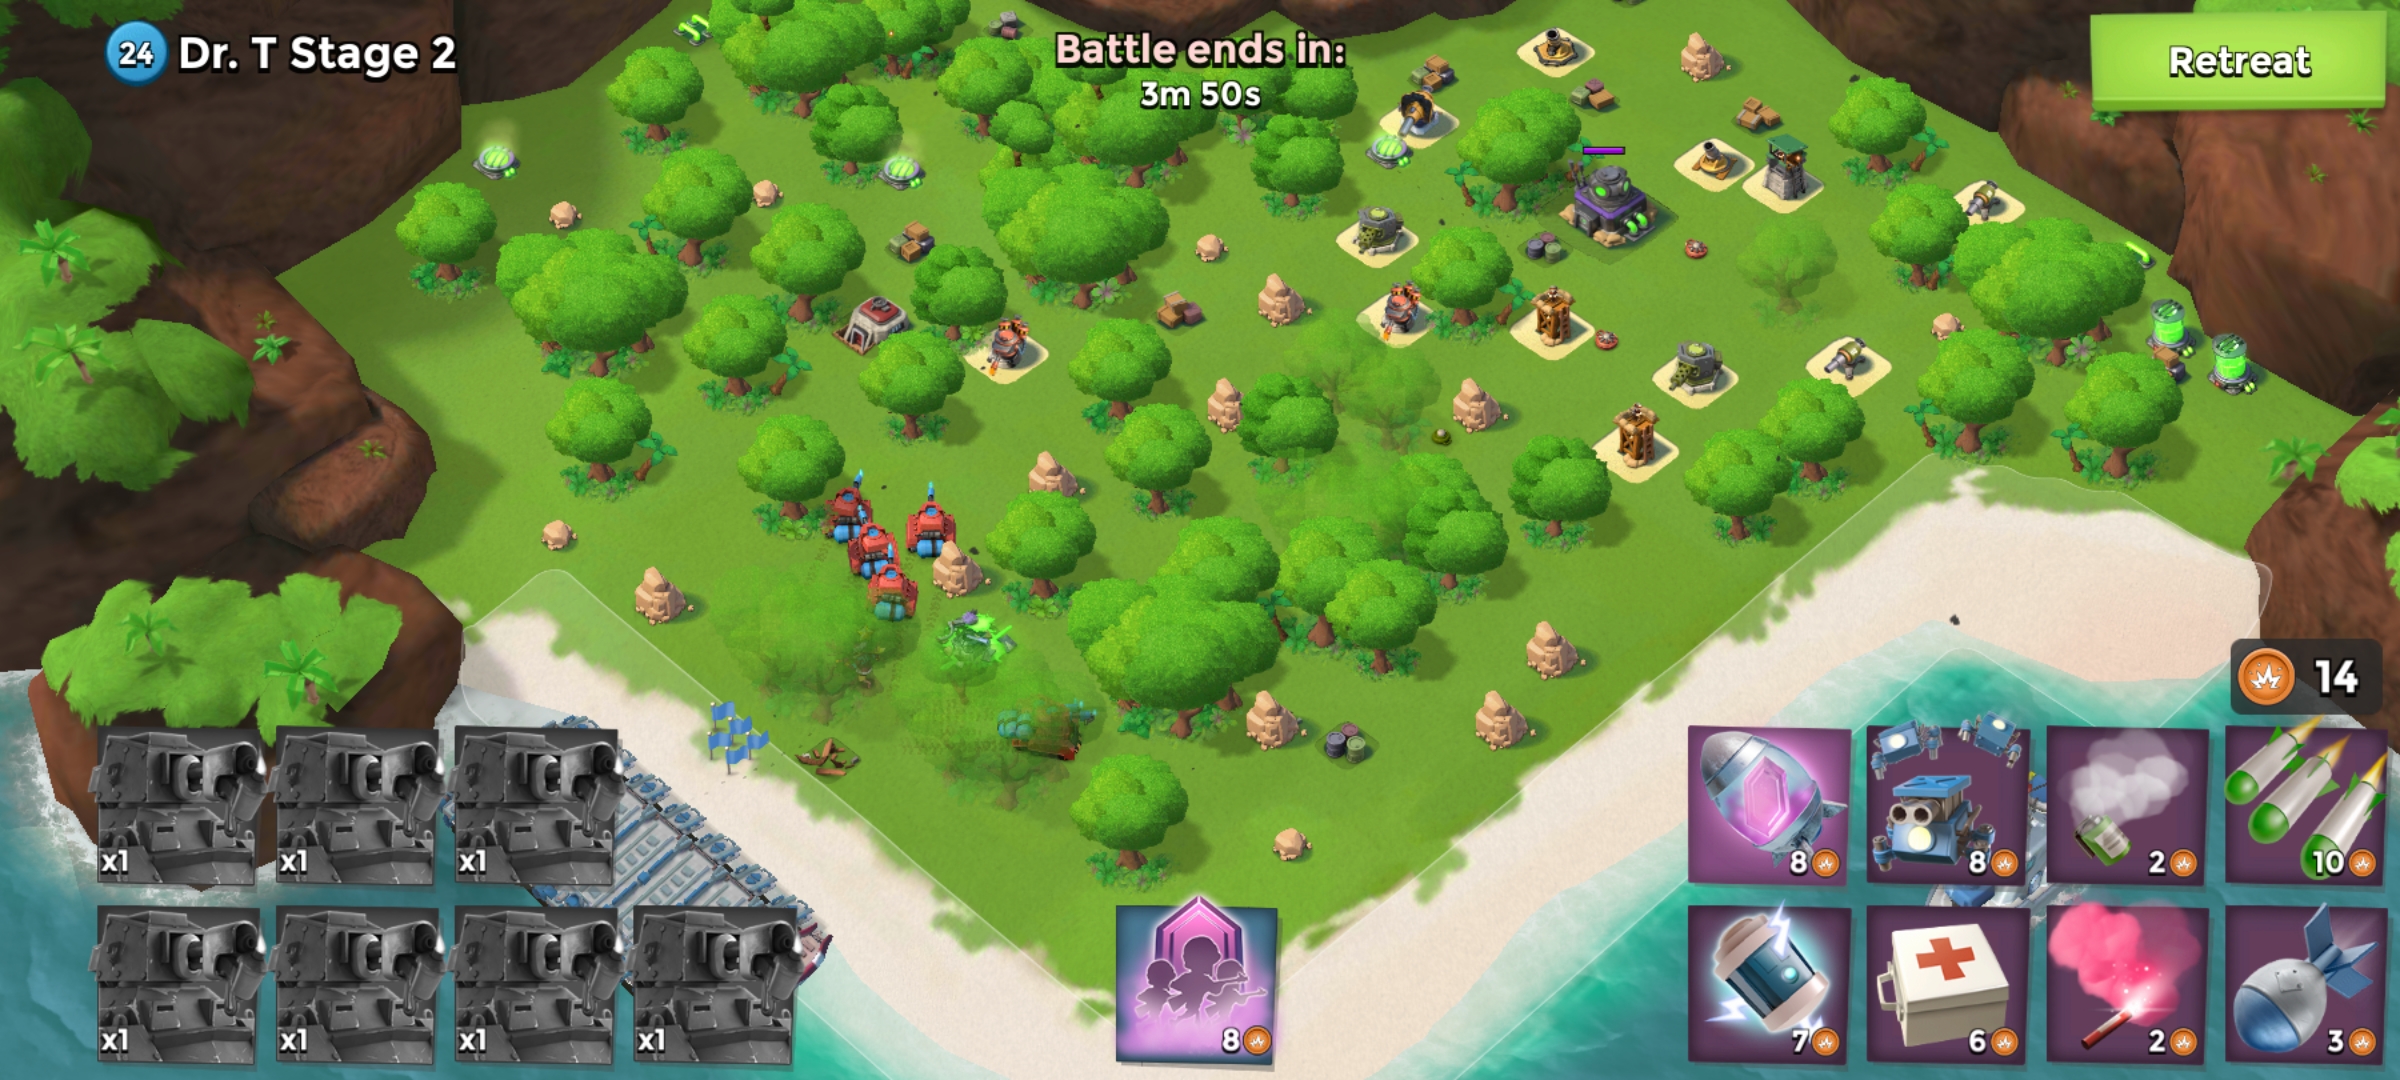 24 Dr. T Stage 2
Battle ends in:
3m 50s
Retreat
14
x1 x1 x1
x1 x1 x1 x1
8
8 8 2 10
7 6 2 3